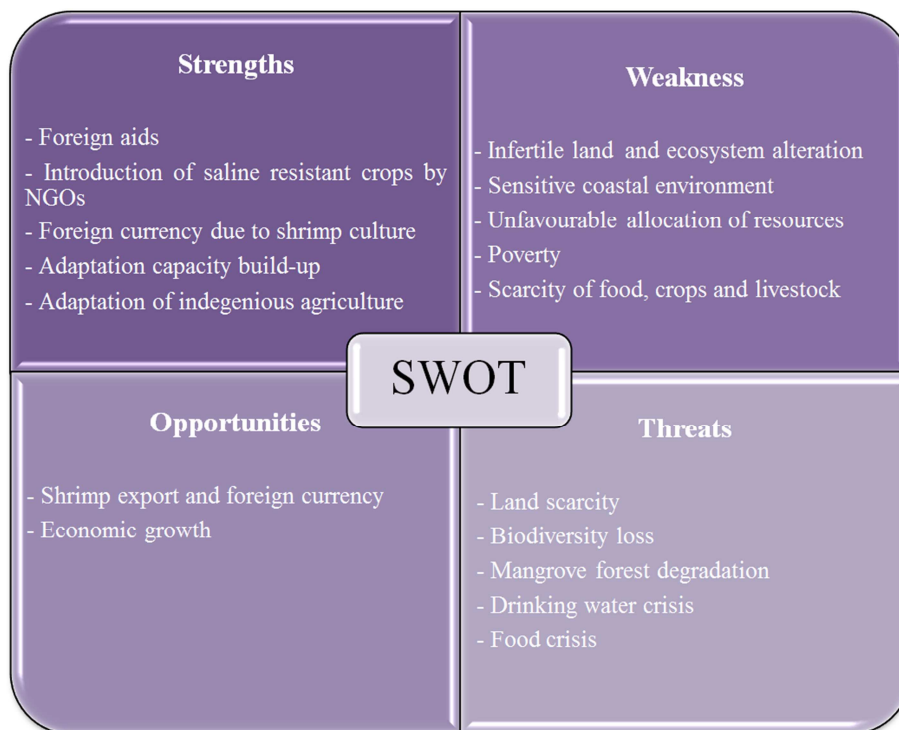 Strengths
- Foreign aids
- Introduction of saline resistant crops by
NGOs
- Foreign currency due to shrimp culture
- Adaptation capacity build-up
- Adaptation of indegenious agriculture
Weakness
- Infertile land and ecosystem alteration
- Sensitive coastal environment
- Unfavourable allocation of resources
- Poverty
- Scarcity of food, crops and livestock
SWOT
Opportunities
- Shrimp export and foreign currency
- Economic growth
Threats
- Land scarcity
- Biodiversity loss
- Mangrove forest degradation
- Drinking water crisis
- Food crisis